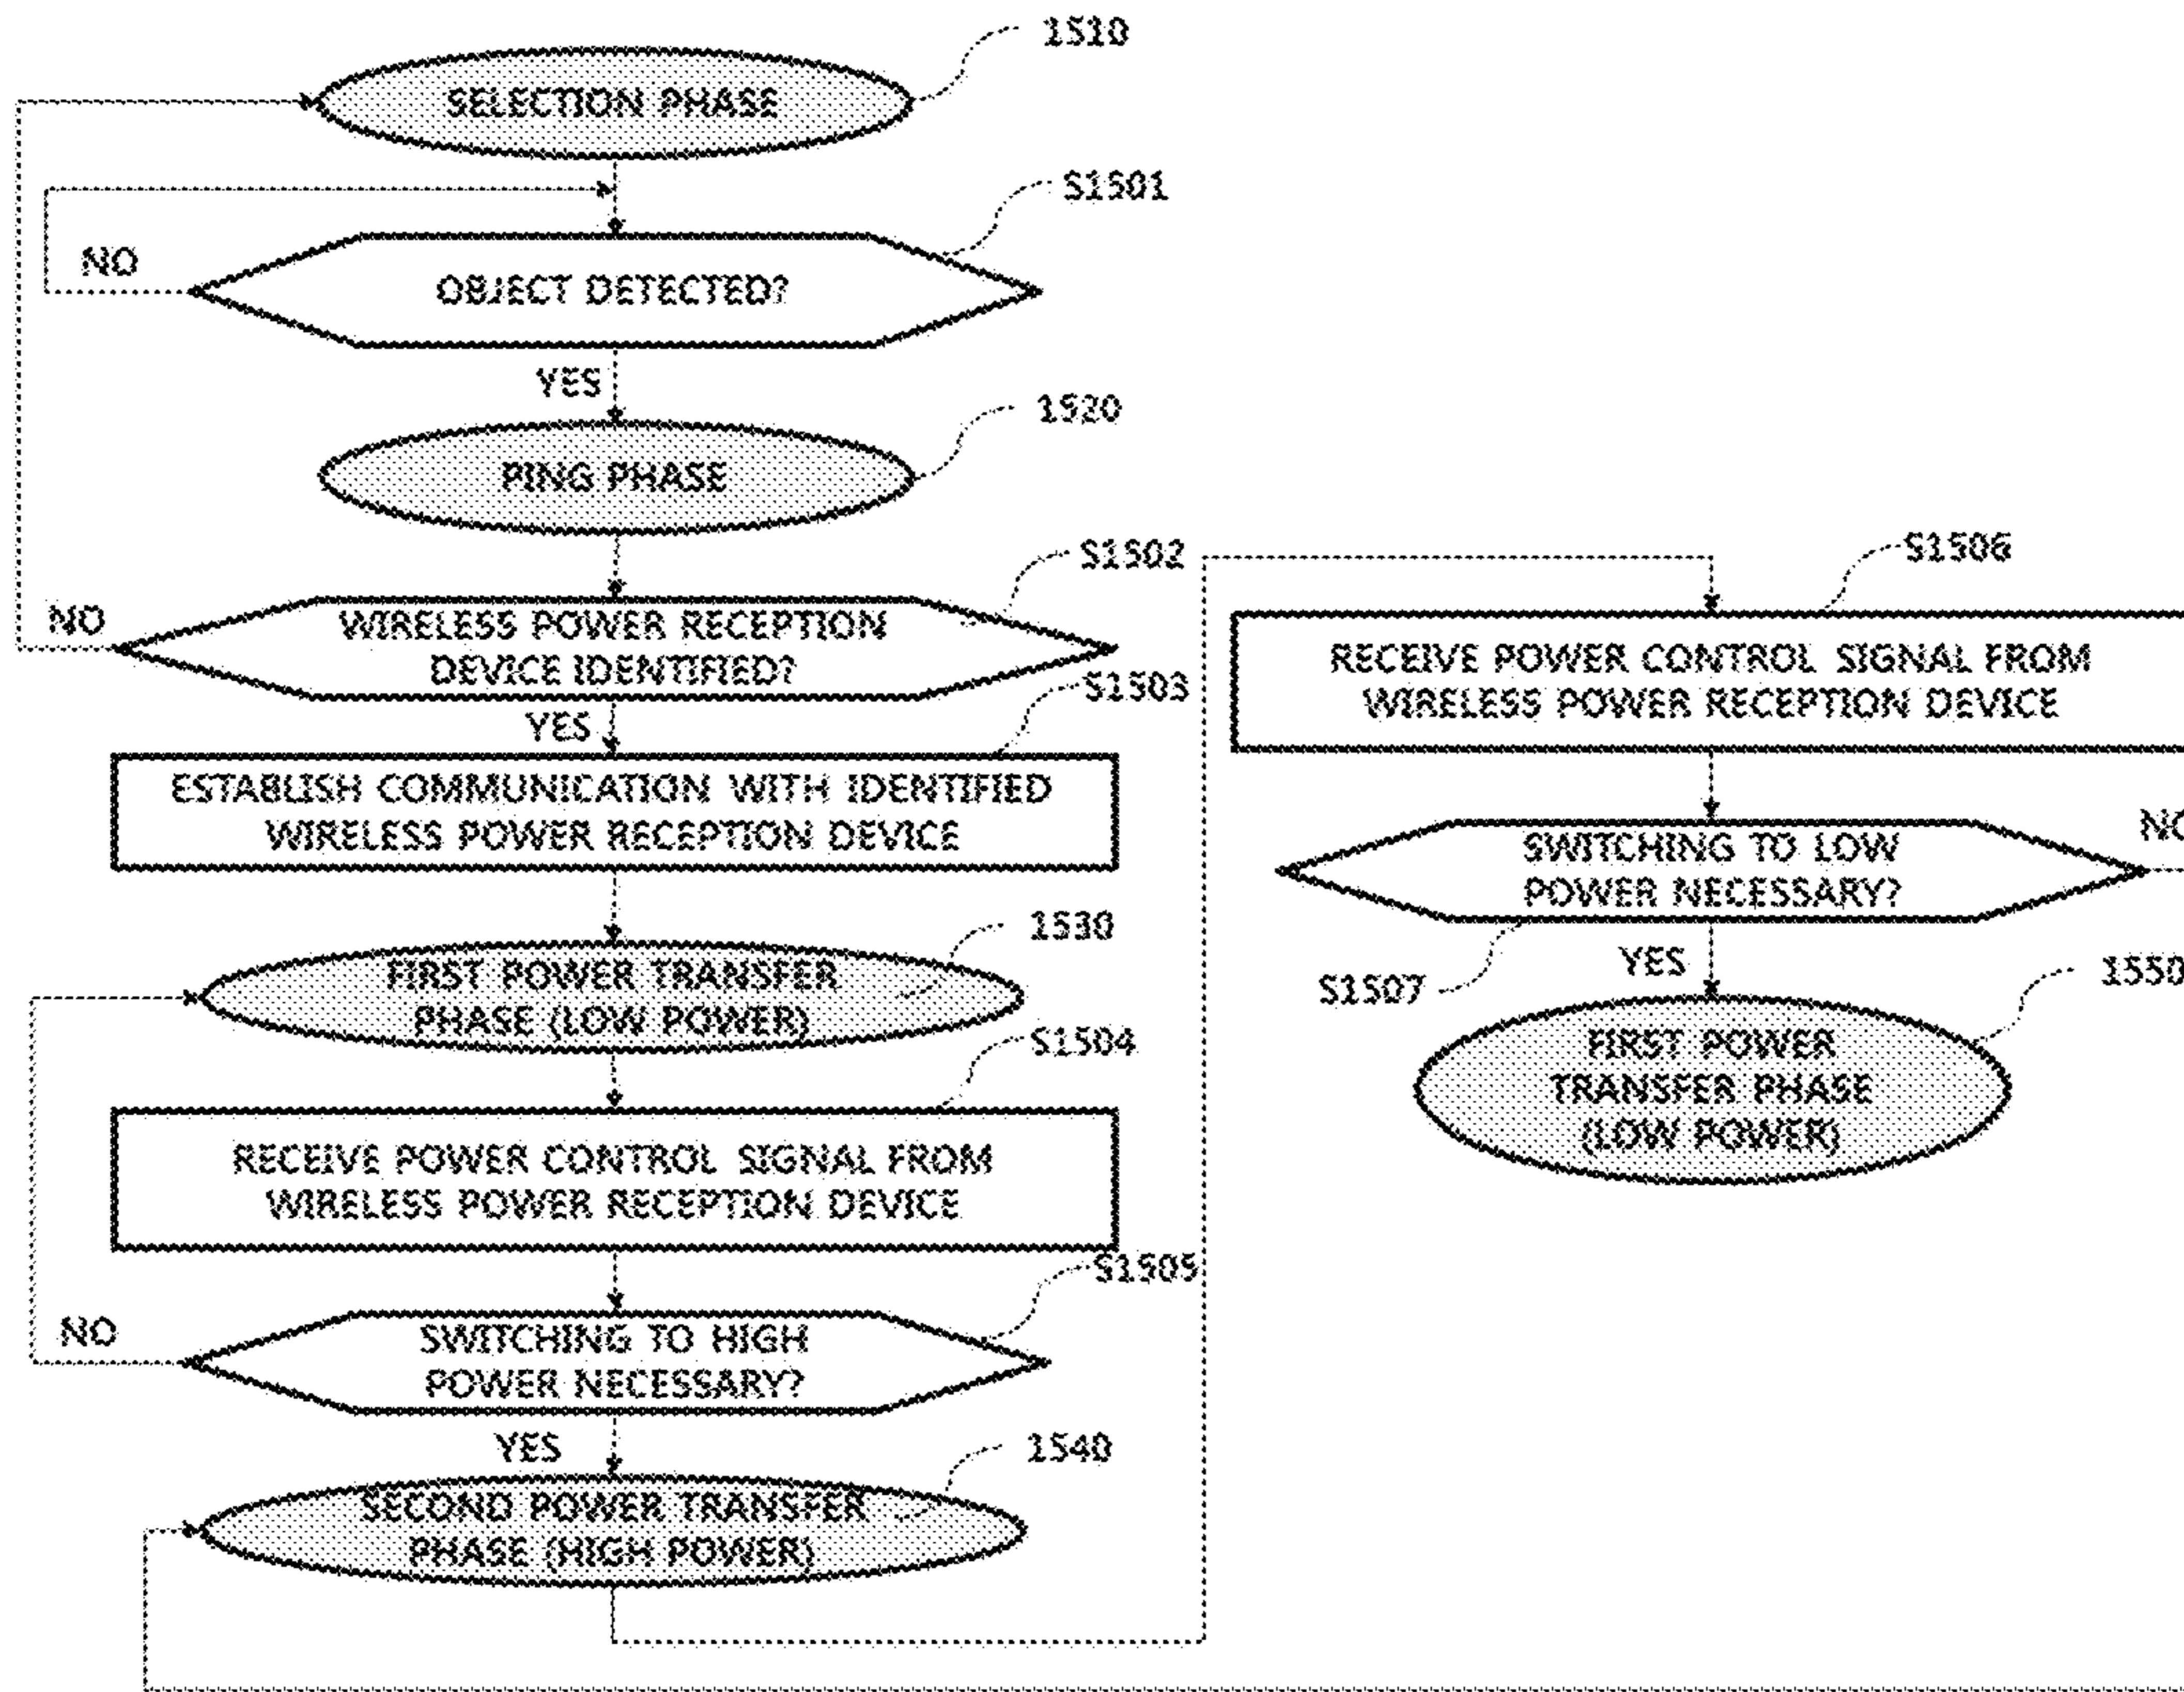 1510
SELECTION PHASE
S1501
NO
OBJECT DETECTED?
YES
1520
PING PHASE
S1502
NO
WIRELESS POWER RECEPTION
DEVICE IDENTIFIED?
S1503
YES
ESTABLISH COMMUNICATION WITH IDENTIFIED
WIRELESS POWER RECEPTION DEVICE
1530
FIRST POWER TRANSFER
PHASE (LOW POWER)
S1504
RECEIVE POWER CONTROL SIGNAL FROM
WIRELESS POWER RECEPTION DEVICE
S1505
NO
SWITCHING TO HIGH
POWER NECESSARY?
YES
1540
SECOND POWER TRANSFER
PHASE (HIGH POWER)
S1506
RECEIVE POWER CONTROL SIGNAL FROM
WIRELESS POWER RECEPTION DEVICE
NO
SWITCHING TO LOW
POWER NECESSARY?
YES
S1507
1550
FIRST POWER
TRANSFER PHASE
(LOW POWER)